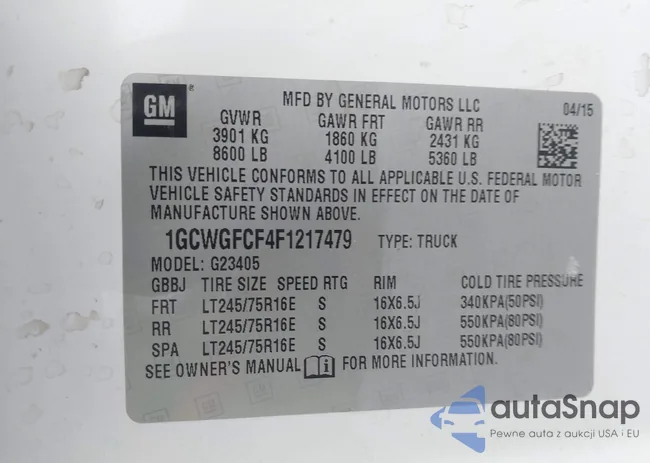 GM
MFD BY GENERAL MOTORS LLC 04/15
GVWR GAWR FRT GAWR RR
3901 KG 1860 KG 2431 KG
8600 LB 4100 LB 5360 LB
THIS VEHICLE CONFORMS TO ALL APPLICABLE U.S. FEDERAL MOTOR
VEHICLE SAFETY STANDARDS IN EFFECT ON THE DATE OF
MANUFACTURE SHOWN ABOVE.
1GCWGFCF4F1217479 TYPE: TRUCK
MODEL: G23405
GBBJ TIRE SIZE SPEED RTG RIM COLD TIRE PRESSURE
FRT LT245/75R16E S 16X6.5J 340KPA(50PSI)
RR LT245/75R16E S 16X6.5J 550KPA(80PSI)
SPA LT245/75R16E S 16X6.5J 550KPA(80PSI)
SEE OWNER'S MANUAL i FOR MORE INFORMATION.
autaSnap
Pewne auta z aukcji USA i EU